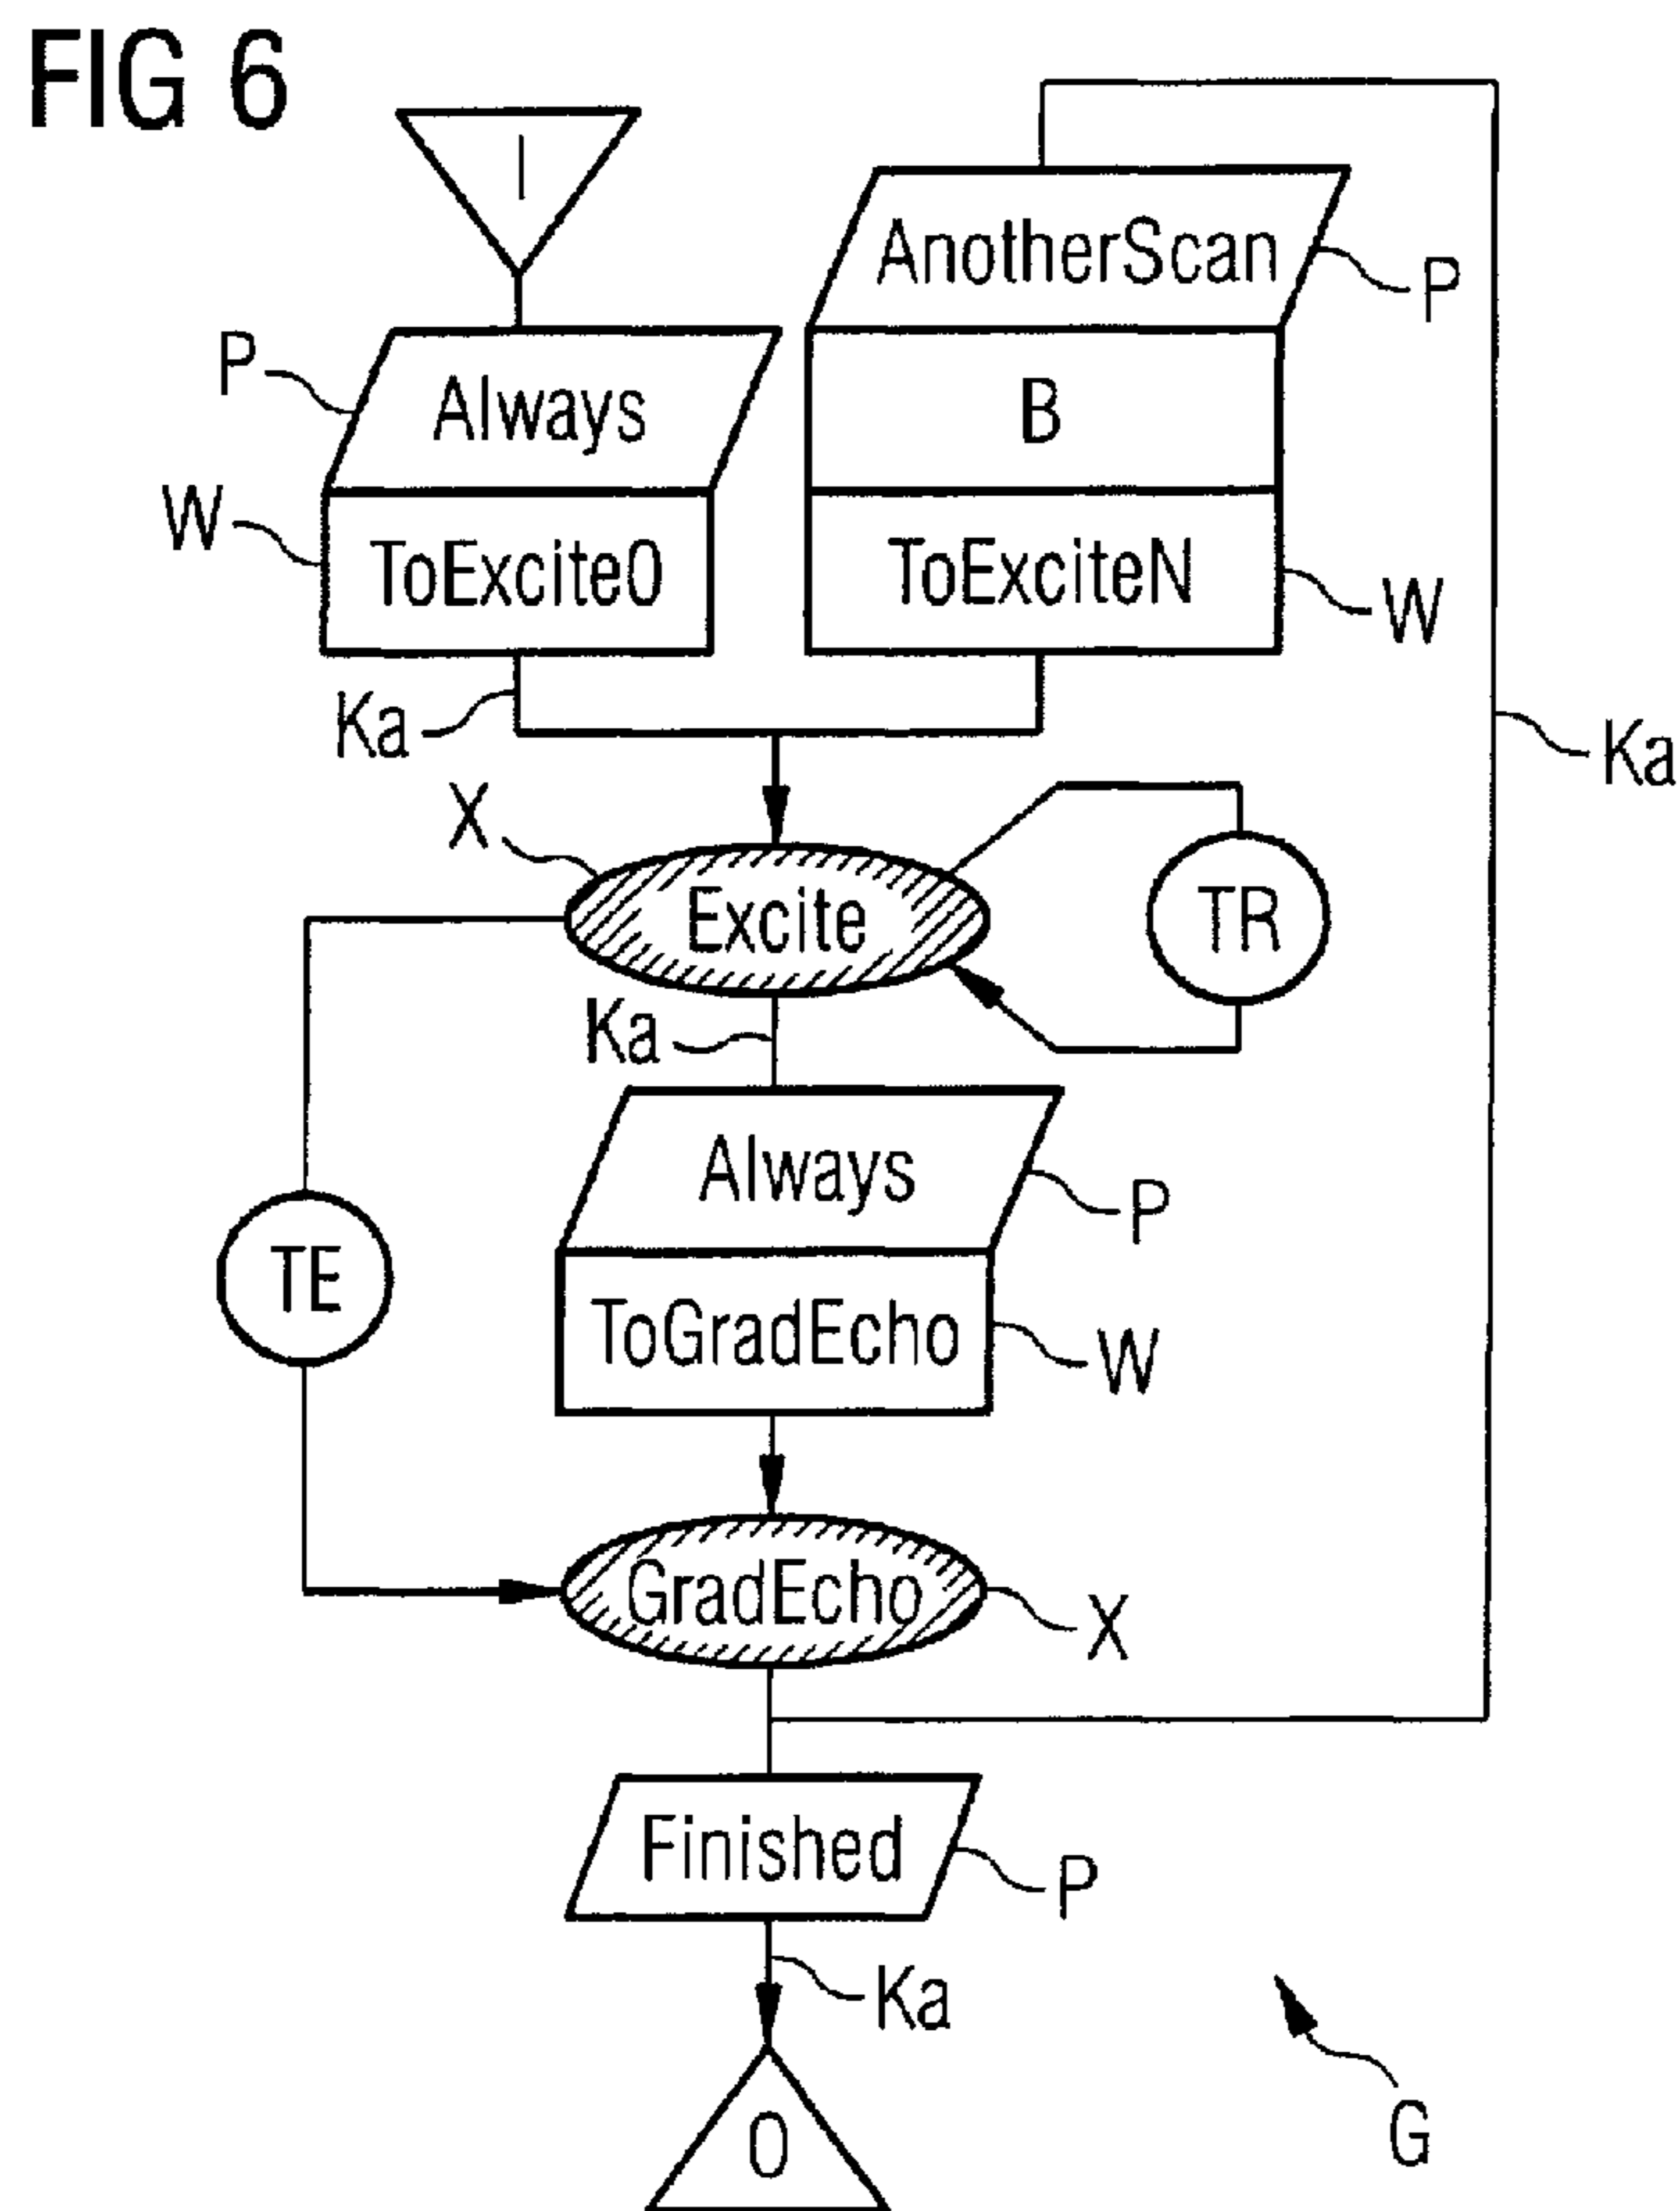 FIG 6
I
AnotherScan
P
P
Always
B
W
ToExcite0
ToExciteN
W
Ka
Ka
X
Excite
TR
Ka
Always
P
TE
ToGradEcho
W
GradEcho
X
Finished
P
Ka
O
G